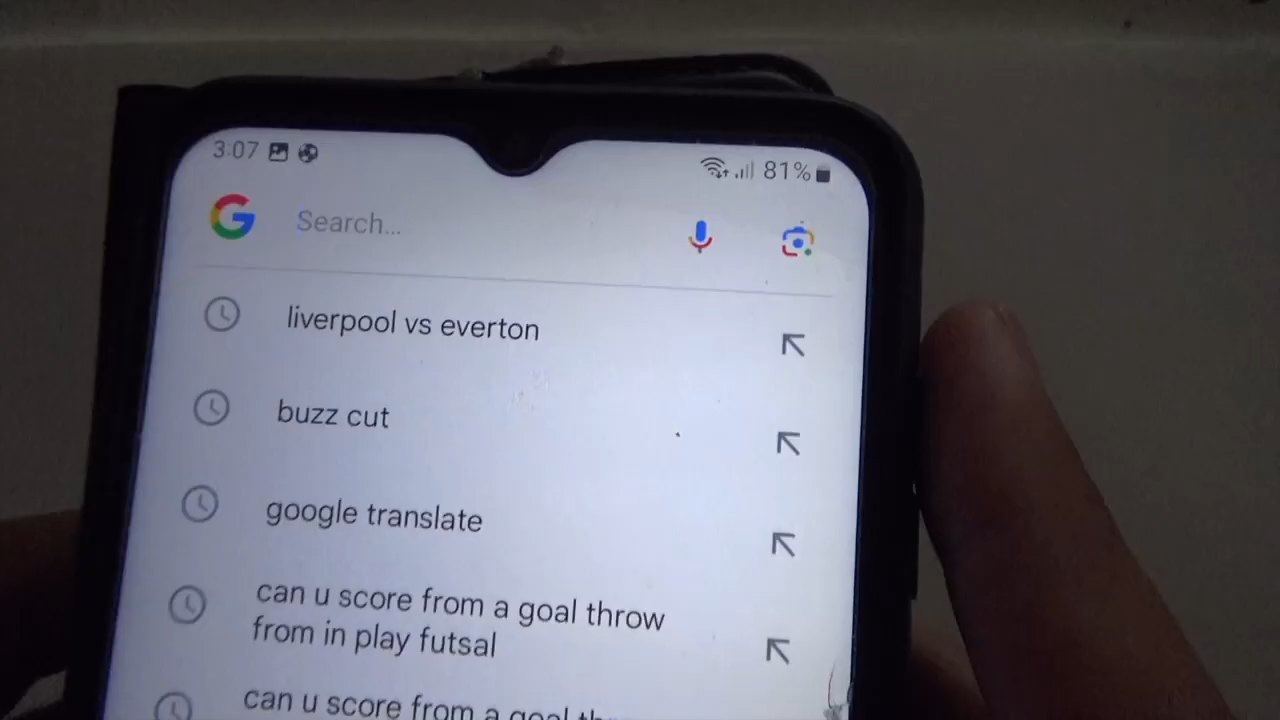 3:07 81%
Search...
liverpool vs everton
buzz cut
google translate
can u score from a goal throw
from in play futsal
can u score from a goal